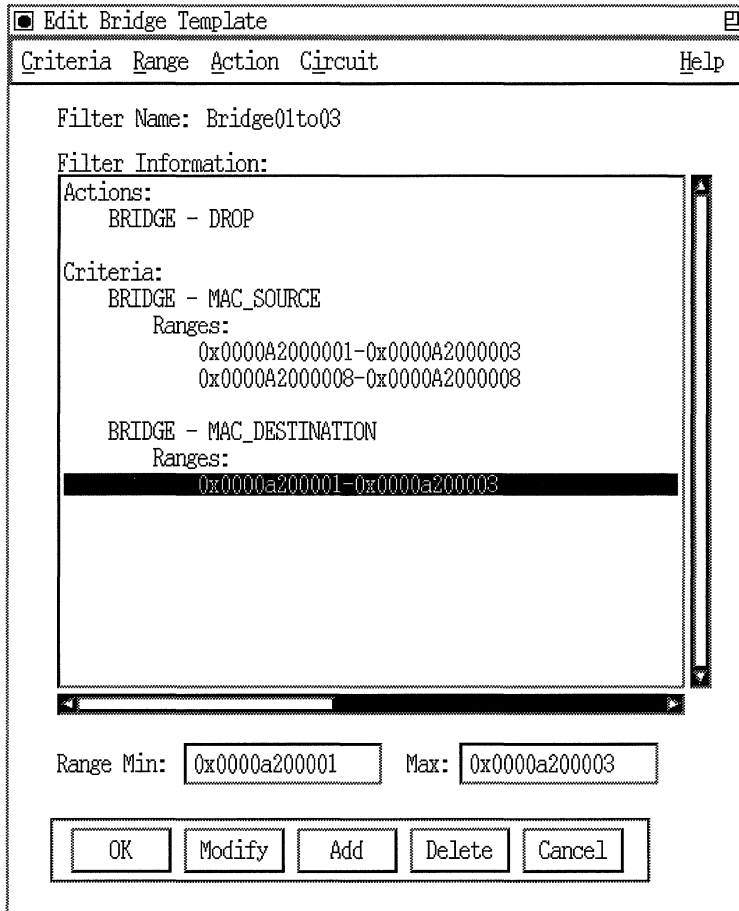 Edit Bridge Template
Criteria Range Action Circuit Help
Filter Name: Bridge01to03
Filter Information:
Actions:
BRIDGE - DROP
Criteria:
BRIDGE - MAC_SOURCE
Ranges:
0x0000A2000001-0x0000A2000003
0x0000A2000008-0x0000A2000008
BRIDGE - MAC_DESTINATION
Ranges:
0x0000a200001-0x0000a200003
Range Min: 0x0000a200001 Max: 0x0000a200003
OK Modify Add Delete Cancel